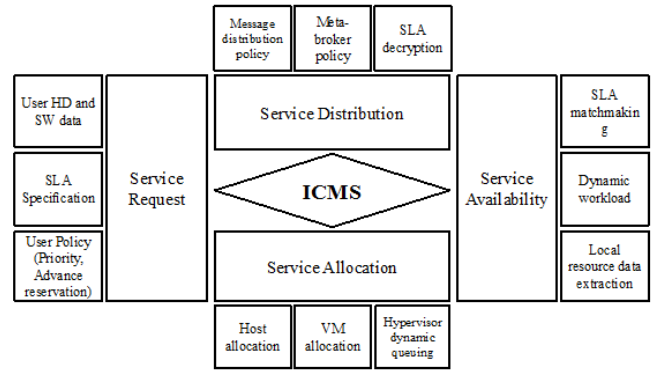 Message
distribution
policy
Meta-
broker
policy
SLA
decryption
User HD and
SW data
Service Distribution
SLA
matchmakin
g
SLA
Specification
Service
Request
ICMS
Service
Availability
Dynamic
workload
User Policy
(Priority,
Advance
reservation)
Service Allocation
Local
resource data
extraction
Host
allocation
VM
allocation
Hypervisor
dynamic
queuing